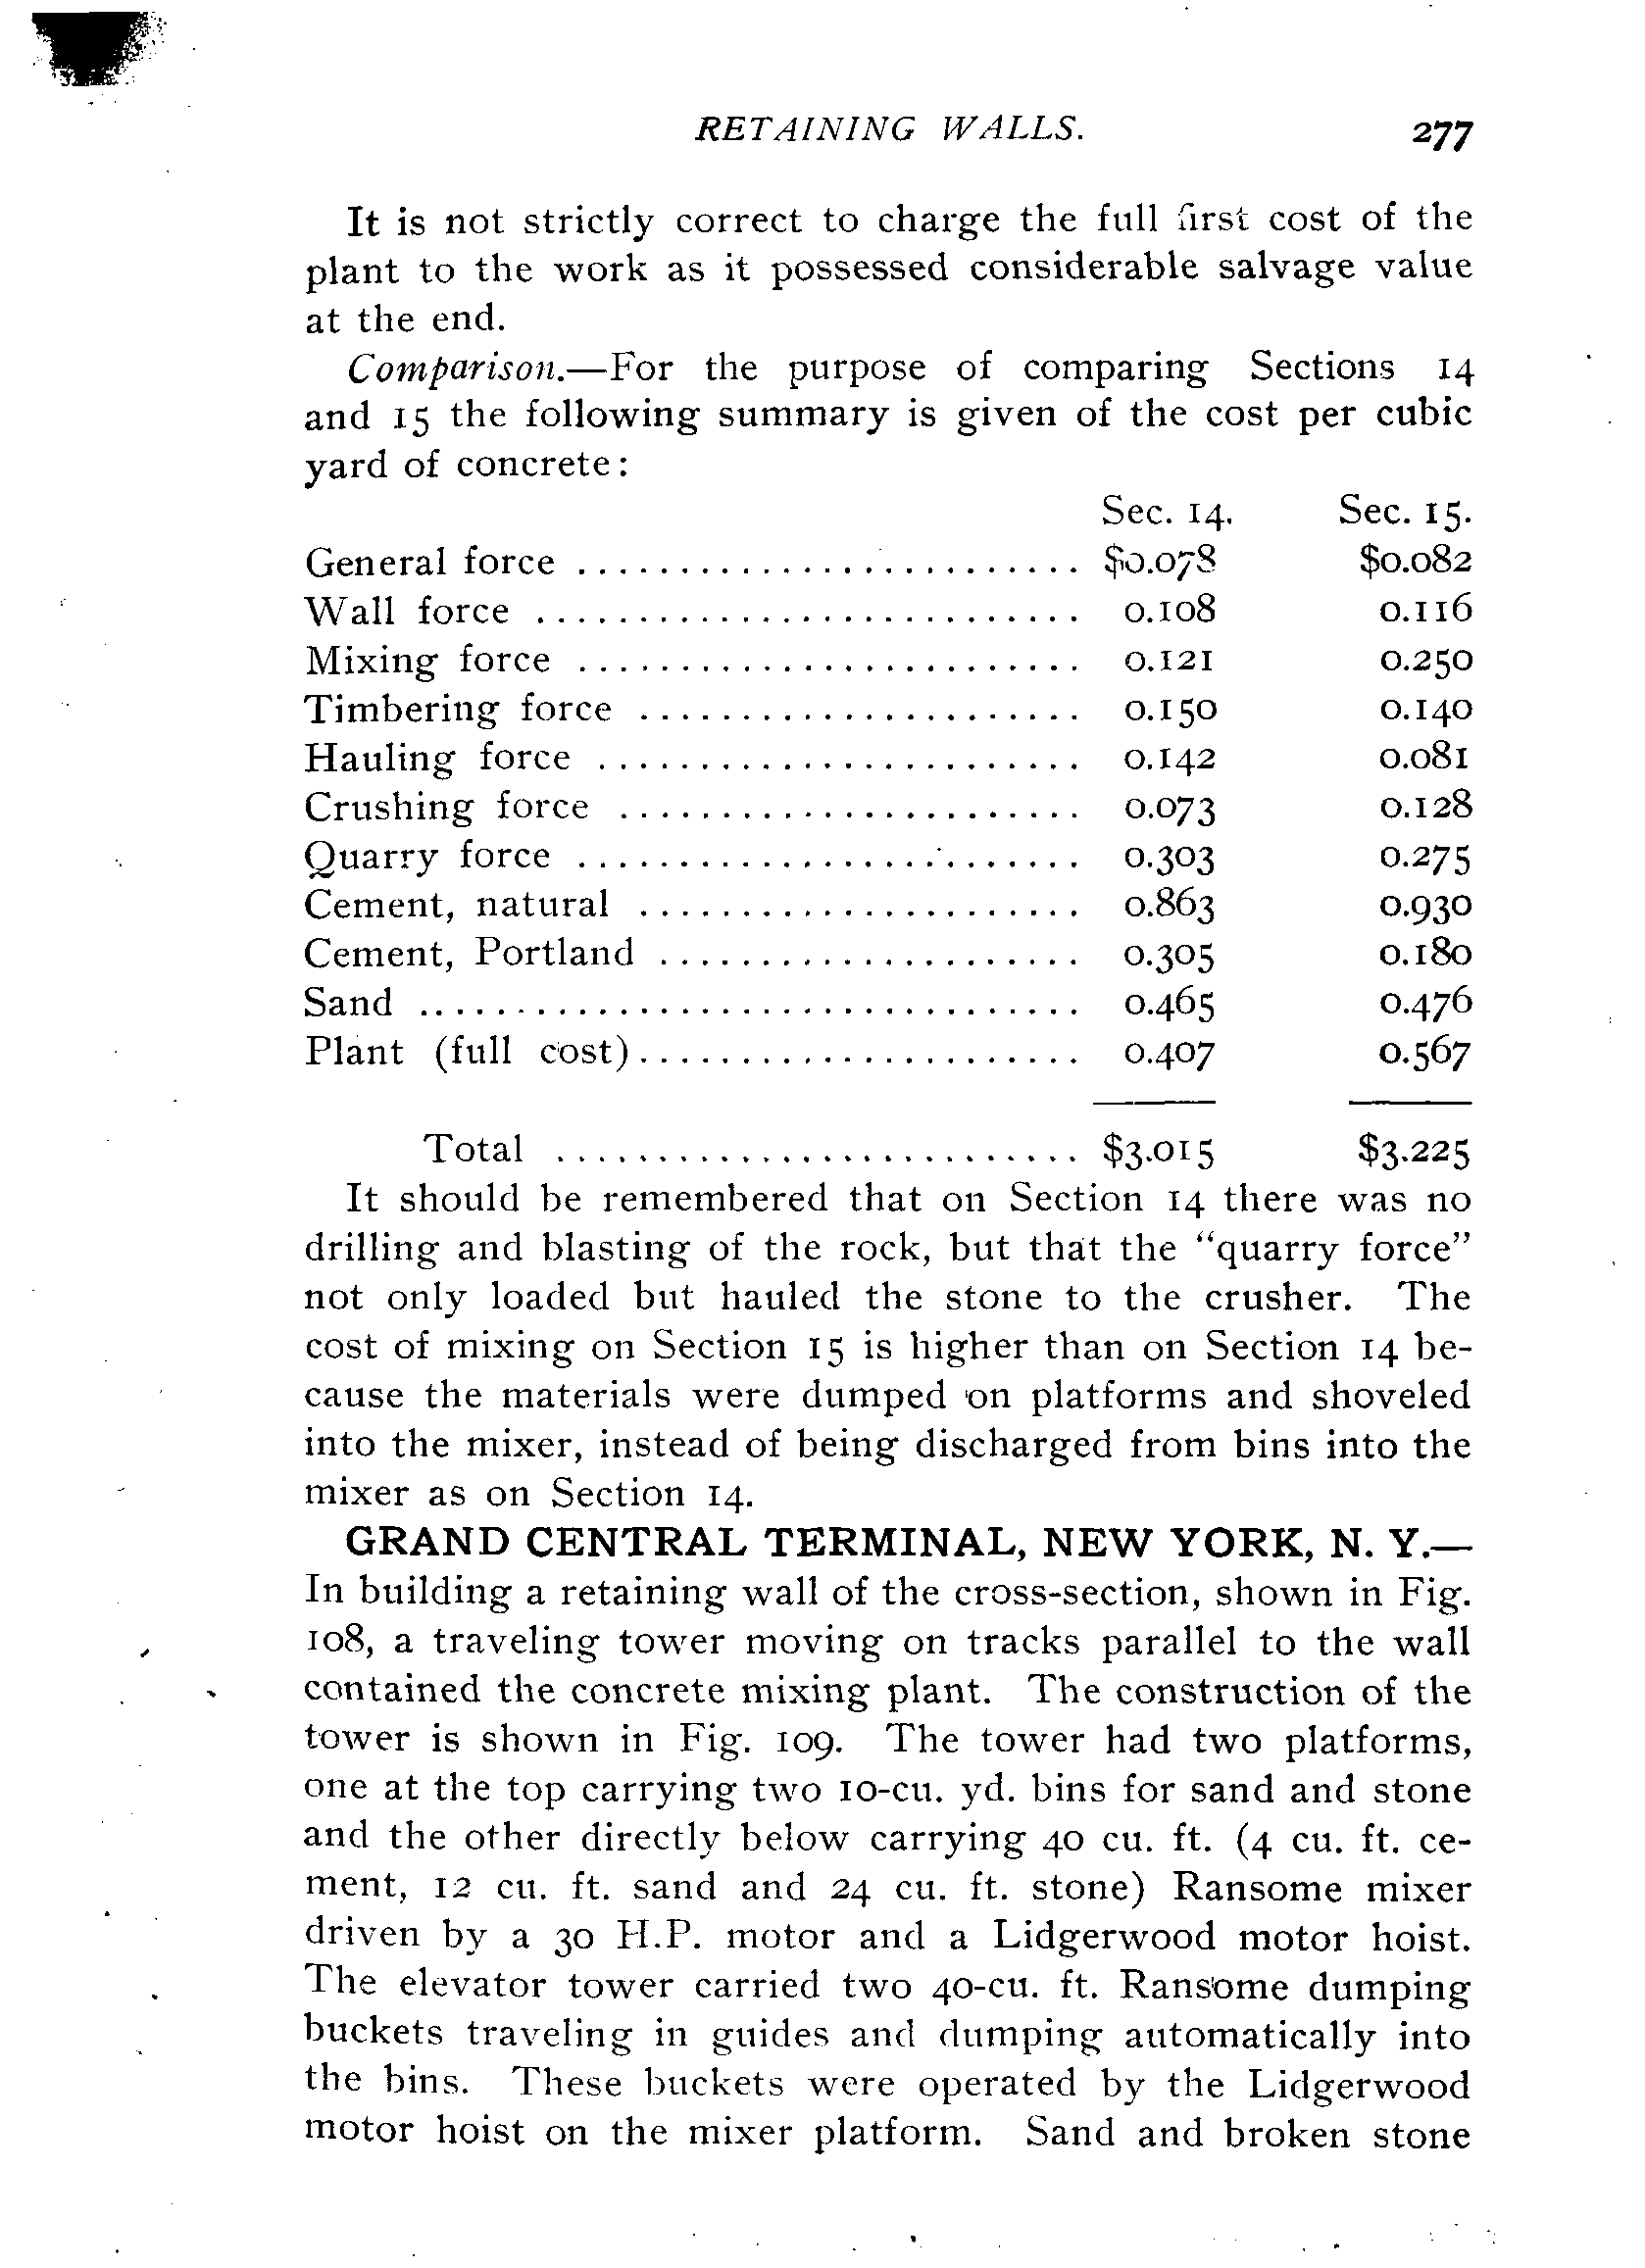 RETAINING WALLS. 277
It is not strictly correct to charge the full first cost of the
plant to the work as it possessed considerable salvage value
at the end.
Comparison.—For the purpose of comparing Sections 14
and 15 the following summary is given of the cost per cubic
yard of concrete:
Sec. 14. Sec. 15.
General force ......................... $0.078 $0.082
Wall force ........................... 0.108 0.116
Mixing force ......................... 0.121 0.250
Timbering force ...................... 0.150 0.140
Hauling force ........................ 0.142 0.081
Crushing force ....................... 0.073 0.128
Quarry force ......................... 0.303 0.275
Cement, natural ...................... 0.863 0.930
Cement, Portland ..................... 0.305 0.180
Sand ................................. 0.465 0.476
Plant (full cost)...................... 0.407 0.567
Total .......................... $3.015 $3.225
It should be remembered that on Section 14 there was no
drilling and blasting of the rock, but that the “quarry force”
not only loaded but hauled the stone to the crusher. The
cost of mixing on Section 15 is higher than on Section 14 be-
cause the materials were dumped on platforms and shoveled
into the mixer, instead of being discharged from bins into the
mixer as on Section 14.
GRAND CENTRAL TERMINAL, NEW YORK, N. Y.—
In building a retaining wall of the cross-section, shown in Fig.
108, a traveling tower moving on tracks parallel to the wall
contained the concrete mixing plant. The construction of the
tower is shown in Fig. 109. The tower had two platforms,
one at the top carrying two 10-cu. yd. bins for sand and stone
and the other directly below carrying 40 cu. ft. (4 cu. ft. ce-
ment, 12 cu. ft. sand and 24 cu. ft. stone) Ransome mixer
driven by a 30 H.P. motor and a Lidgerwood motor hoist.
The elevator tower carried two 40-cu. ft. Ransome dumping
buckets traveling in guides and dumping automatically into
the bins. These buckets were operated by the Lidgerwood
motor hoist on the mixer platform. Sand and broken stone